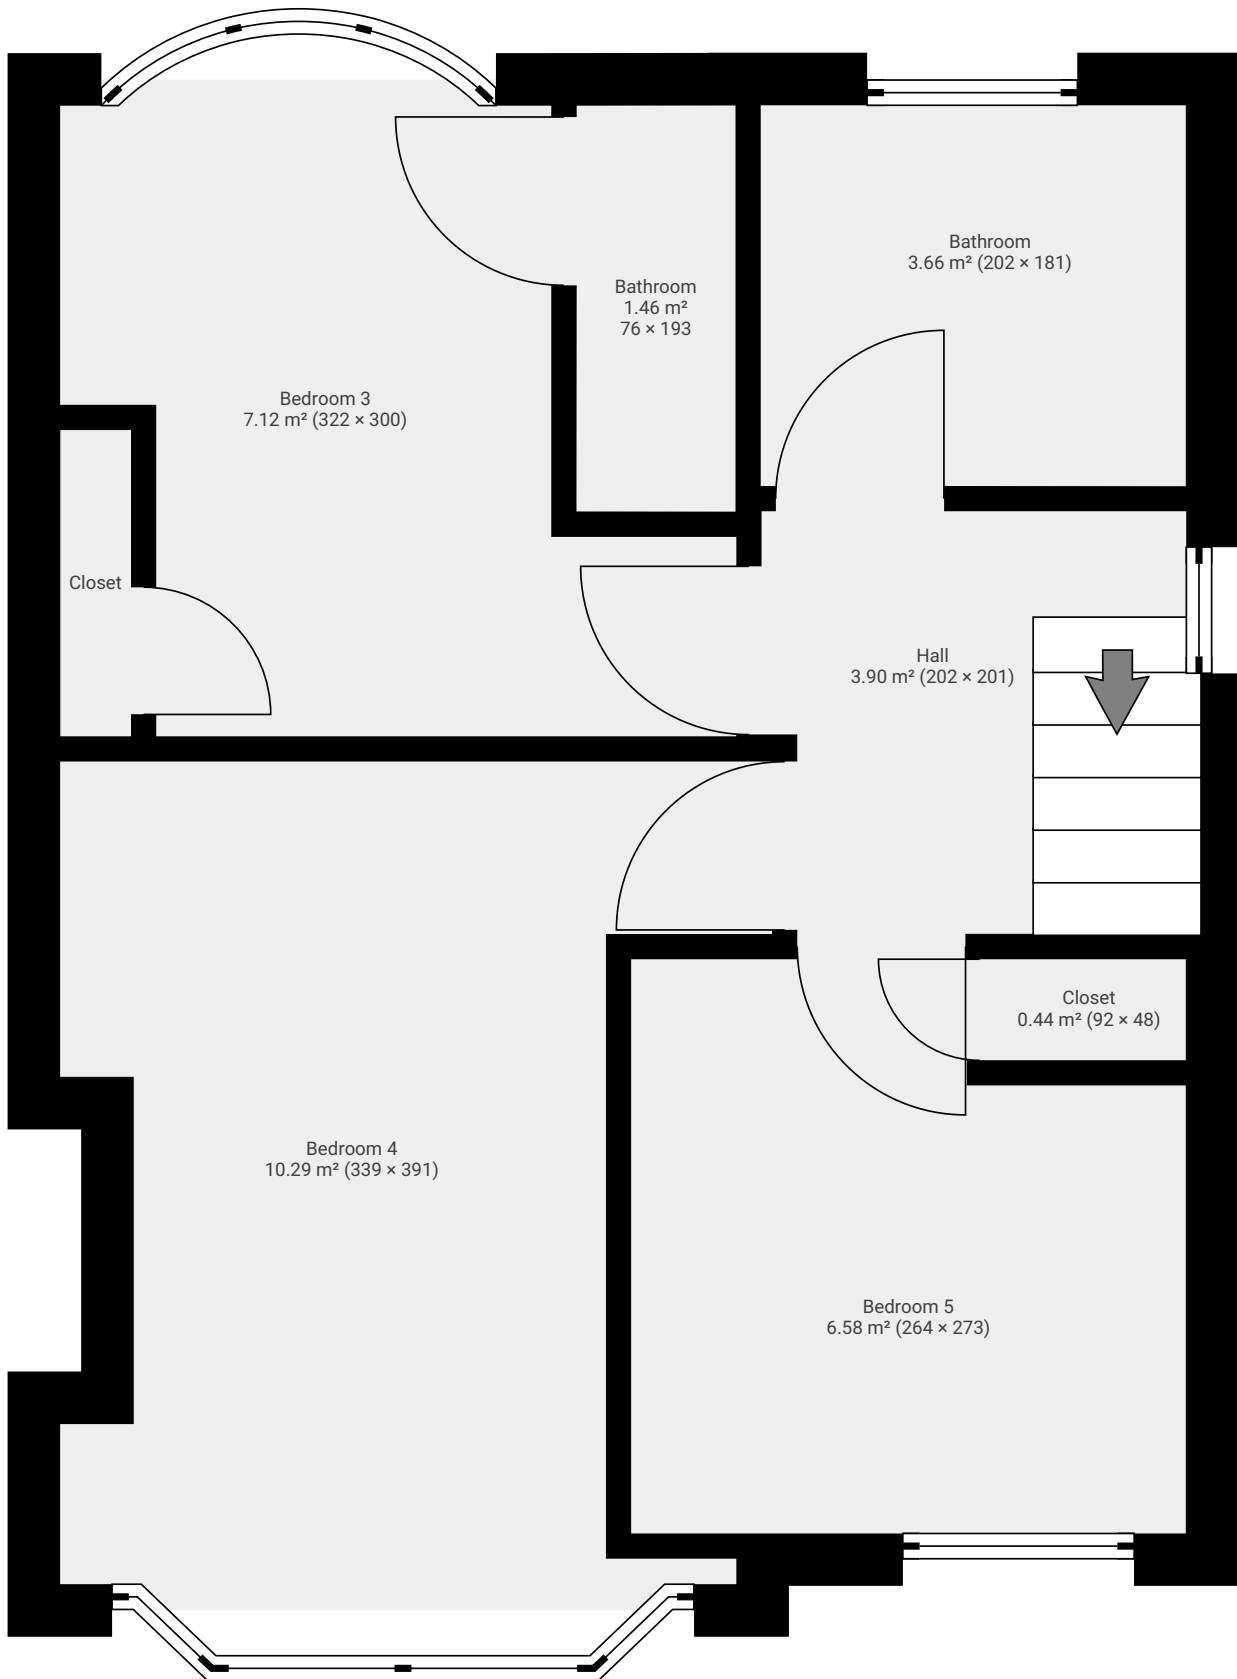 Bathroom
3.66 m² (202 × 181)
Bathroom
1.46 m²
76 × 193
Bedroom 3
7.12 m² (322 × 300)
Closet
Hall
3.90 m² (202 × 201)
Closet
0.44 m² (92 × 48)
Bedroom 4
10.29 m² (339 × 391)
Bedroom 5
6.58 m² (264 × 273)